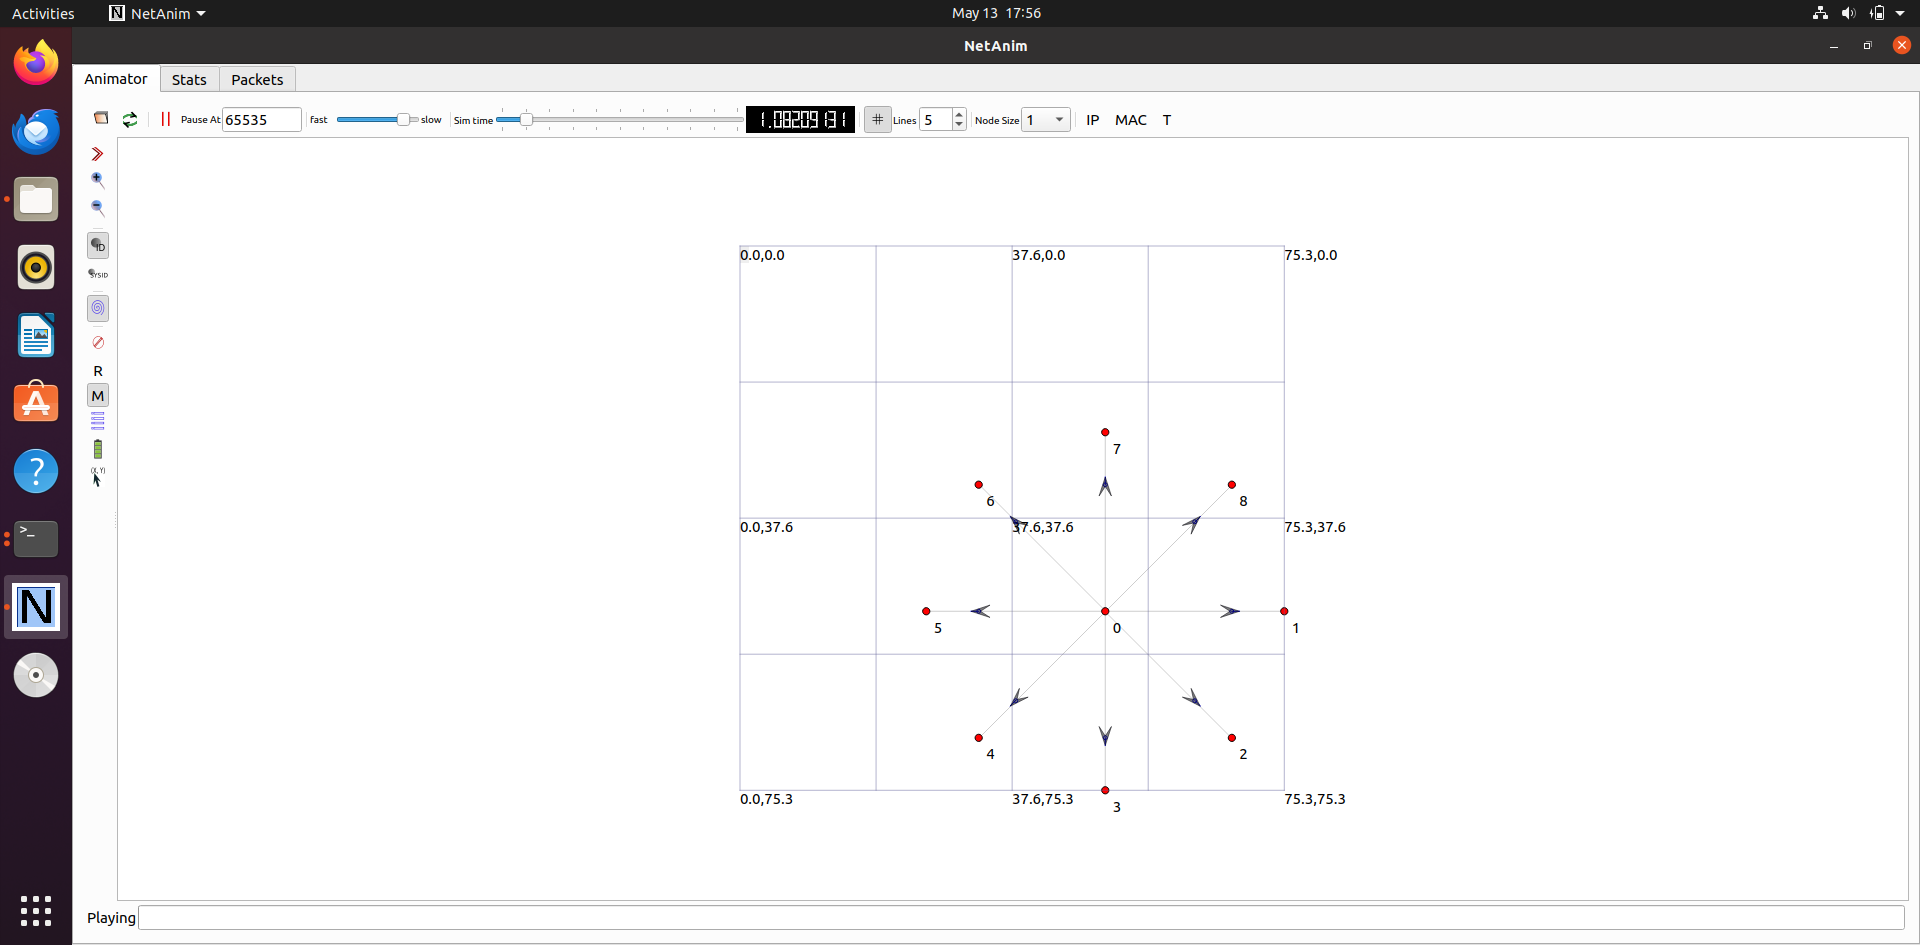 Activities NetAnim May 13 17:56
NetAnim
Animator Stats Packets
Pause At 65535 fast slow Sim time 1.08209131 # Lines 5 Node Size 1 IP MAC T
ID
SYSID
R
M
(X, Y)
0.0,0.0 37.6,0.0 75.3,0.0
7
6 8
0.0,37.6 37.6,37.6 75.3,37.6
5 0 1
4 2
0.0,75.3 37.6,75.3 75.3,75.3
3
>_
N
Playing